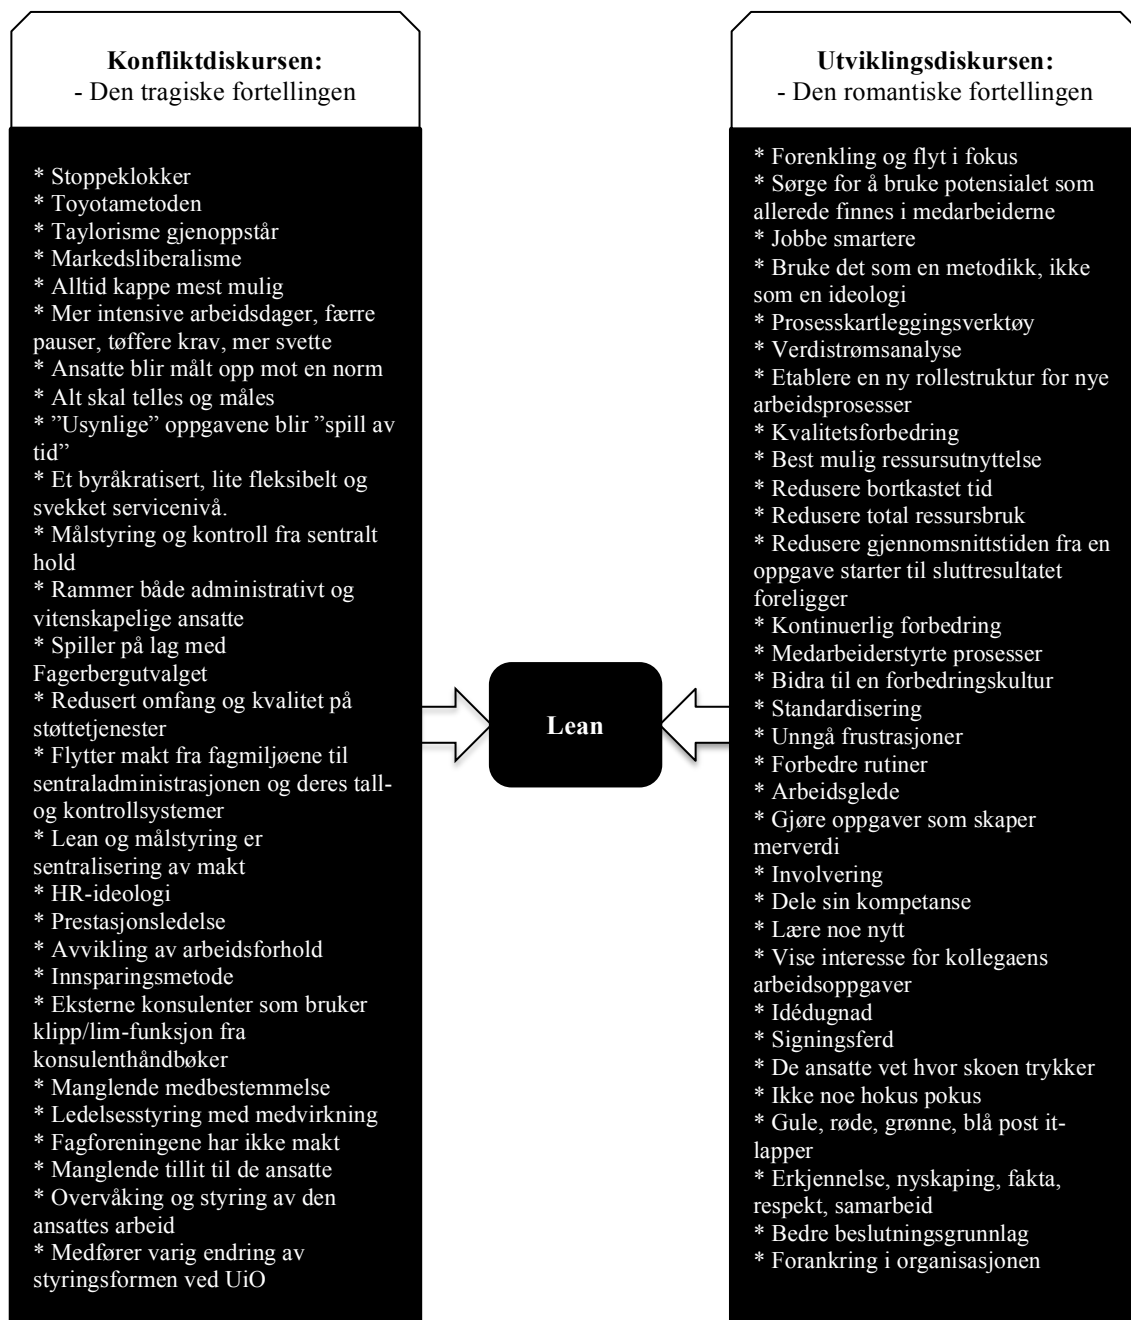 Konfliktdiskursen:
- Den tragiske fortellingen
* Stoppeklokker
* Toyotametoden
* Taylorisme gjenoppstår
* Markedsliberalisme
* Alltid kappe mest mulig
* Mer intensive arbeidsdager, færre
pauser, tøffere krav, mer svette
* Ansatte blir målt opp mot en norm
* Alt skal telles og måles
* ”Usynlige” oppgavene blir ”spill av
tid”
* Et byråkratisert, lite fleksibelt og
svekket servicenivå.
* Målstyring og kontroll fra sentralt
hold
* Rammer både administrativt og
vitenskapelige ansatte
* Spiller på lag med
Fagerbergutvalget
* Redusert omfang og kvalitet på
støttetjenester
* Flytter makt fra fagmiljøene til
sentraladministrasjonen og deres tall-
og kontrollsystemer
* Lean og målstyring er
sentralisering av makt
* HR-ideologi
* Prestasjonsledelse
* Avvikling av arbeidsforhold
* Innsparingsmetode
* Eksterne konsulenter som bruker
klipp/lim-funksjon fra
konsulenthåndbøker
* Manglende medbestemmelse
* Ledelsesstyring med medvirkning
* Fagforeningene har ikke makt
* Manglende tillit til de ansatte
* Overvåking og styring av den
ansattes arbeid
* Medfører varig endring av
styringsformen ved UiO
Lean
Utviklingsdiskursen:
- Den romantiske fortellingen
* Forenkling og flyt i fokus
* Sørge for å bruke potensialet som
allerede finnes i medarbeiderne
* Jobbe smartere
* Bruke det som en metodikk, ikke
som en ideologi
* Prosesskartleggingsverktøy
* Verdistrømsanalyse
* Etablere en ny rollestruktur for nye
arbeidsprosesser
* Kvalitetsforbedring
* Best mulig ressursutnyttelse
* Redusere bortkastet tid
* Redusere total ressursbruk
* Redusere gjennomsnittstiden fra en
oppgave starter til sluttresultatet
foreligger
* Kontinuerlig forbedring
* Medarbeiderstyrte prosesser
* Bidra til en forbedringskultur
* Standardisering
* Unngå frustrasjoner
* Forbedre rutiner
* Arbeidsglede
* Gjøre oppgaver som skaper
merverdi
* Involvering
* Dele sin kompetanse
* Lære noe nytt
* Vise interesse for kollegaens
arbeidsoppgaver
* Idédugnad
* Signingsferd
* De ansatte vet hvor skoen trykker
* Ikke noe hokus pokus
* Gule, røde, grønne, blå post it-
lapper
* Erkjennelse, nyskaping, fakta,
respekt, samarbeid
* Bedre beslutningsgrunnlag
* Forankring i organisasjonen